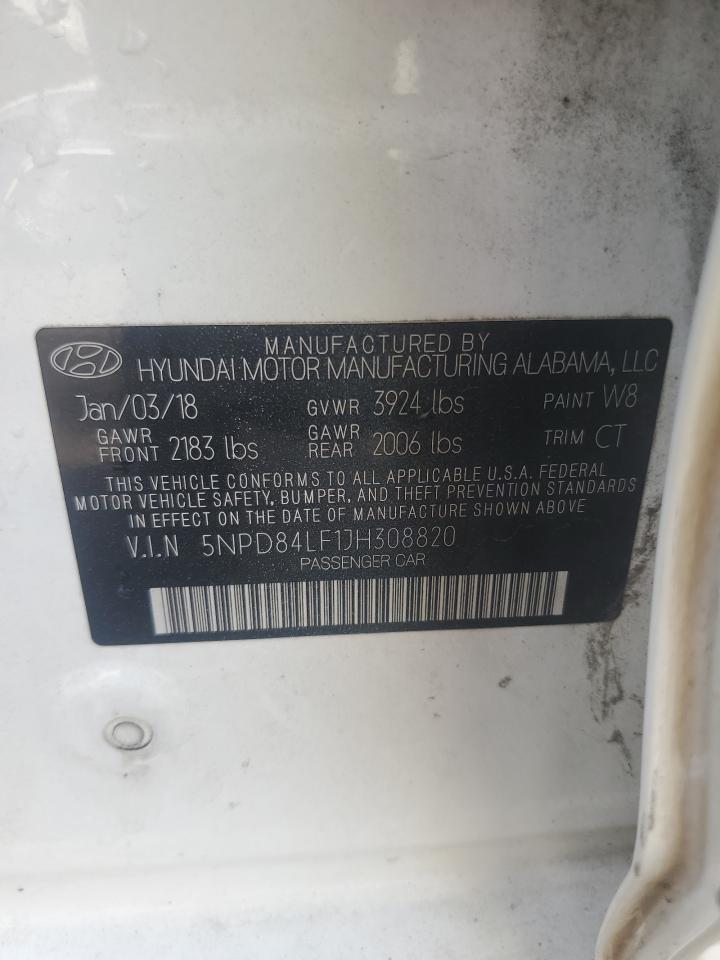 MANUFACTURED BY
HYUNDAI MOTOR MANUFACTURING ALABAMA, LLC
Jan/03/18 GVWR 3924 lbs PAINT W8
GAWR FRONT 2183 lbs GAWR REAR 2006 lbs TRIM CT
THIS VEHICLE CONFORMS TO ALL APPLICABLE U.S.A. FEDERAL
MOTOR VEHICLE SAFETY, BUMPER, AND THEFT PREVENTION STANDARDS
IN EFFECT ON THE DATE OF MANUFACTURE SHOWN ABOVE
V.I.N 5NPD84LF1JH308820
PASSENGER CAR